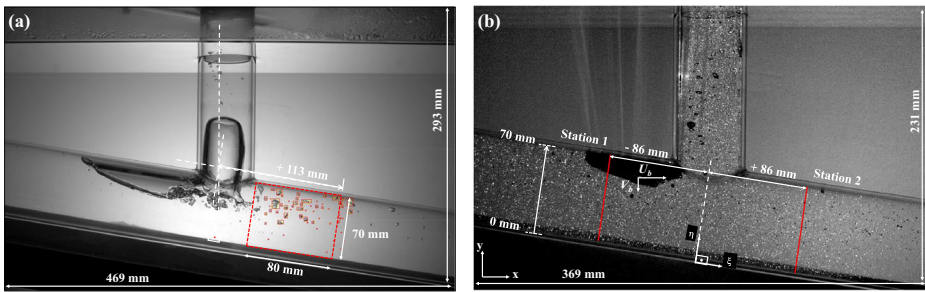 (a)
293 mm
+ 113 mm
70 mm
80 mm
469 mm
(b)
231 mm
70 mm
Station 1
- 86 mm
+ 86 mm
Station 2
U_b
V_b
0 mm
η
ξ
y
x
369 mm